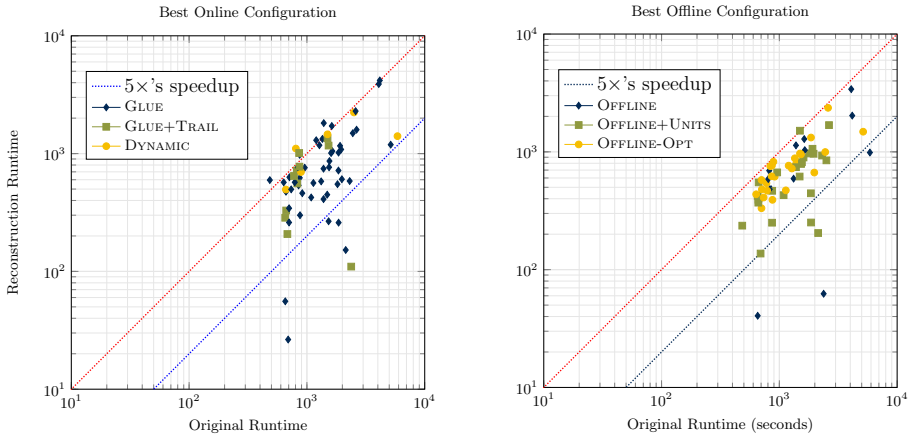 Best Online Configuration
10^4
10^3
10^2
10^1
10^1
10^2
10^3
10^4
Reconstruction Runtime
Original Runtime
5×'s speedup
GLUE
GLUE+TRAIL
DYNAMIC
Best Offline Configuration
10^4
10^3
10^2
10^1
10^1
10^2
10^3
10^4
Original Runtime (seconds)
5×'s speedup
OFFLINE
OFFLINE+UNITS
OFFLINE-OPT